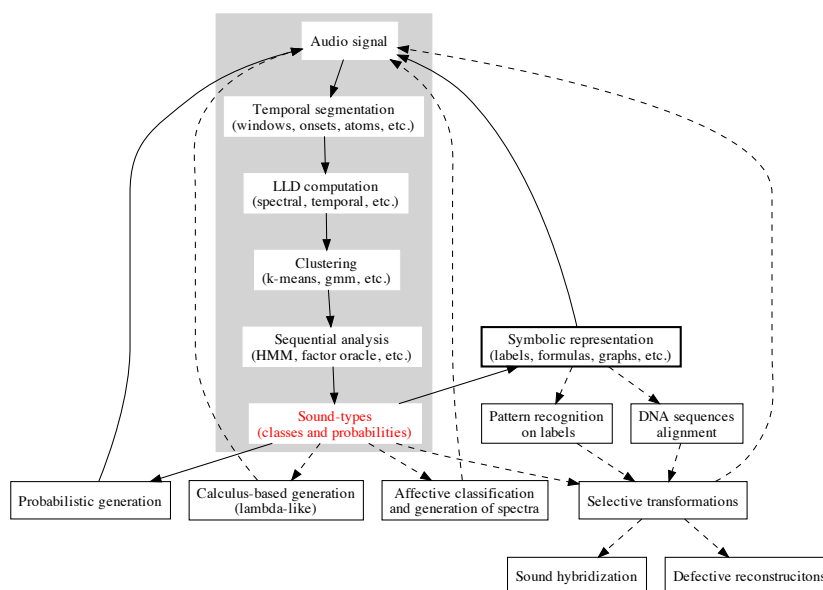 Audio signal
Temporal segmentation
(windows, onsets, atoms, etc.)
LLD computation
(spectral, temporal, etc.)
Clustering
(k-means, gmm, etc.)
Sequential analysis
(HMM, factor oracle, etc.)
Symbolic representation
(labels, formulas, graphs, etc.)
Sound-types
(classes and probabilities)
Pattern recognition
on labels
DNA sequences
alignment
Probabilistic generation
Calculus-based generation
(lambda-like)
Affective classification
and generation of spectra
Selective transformations
Sound hybridization
Defective reconstrucitons